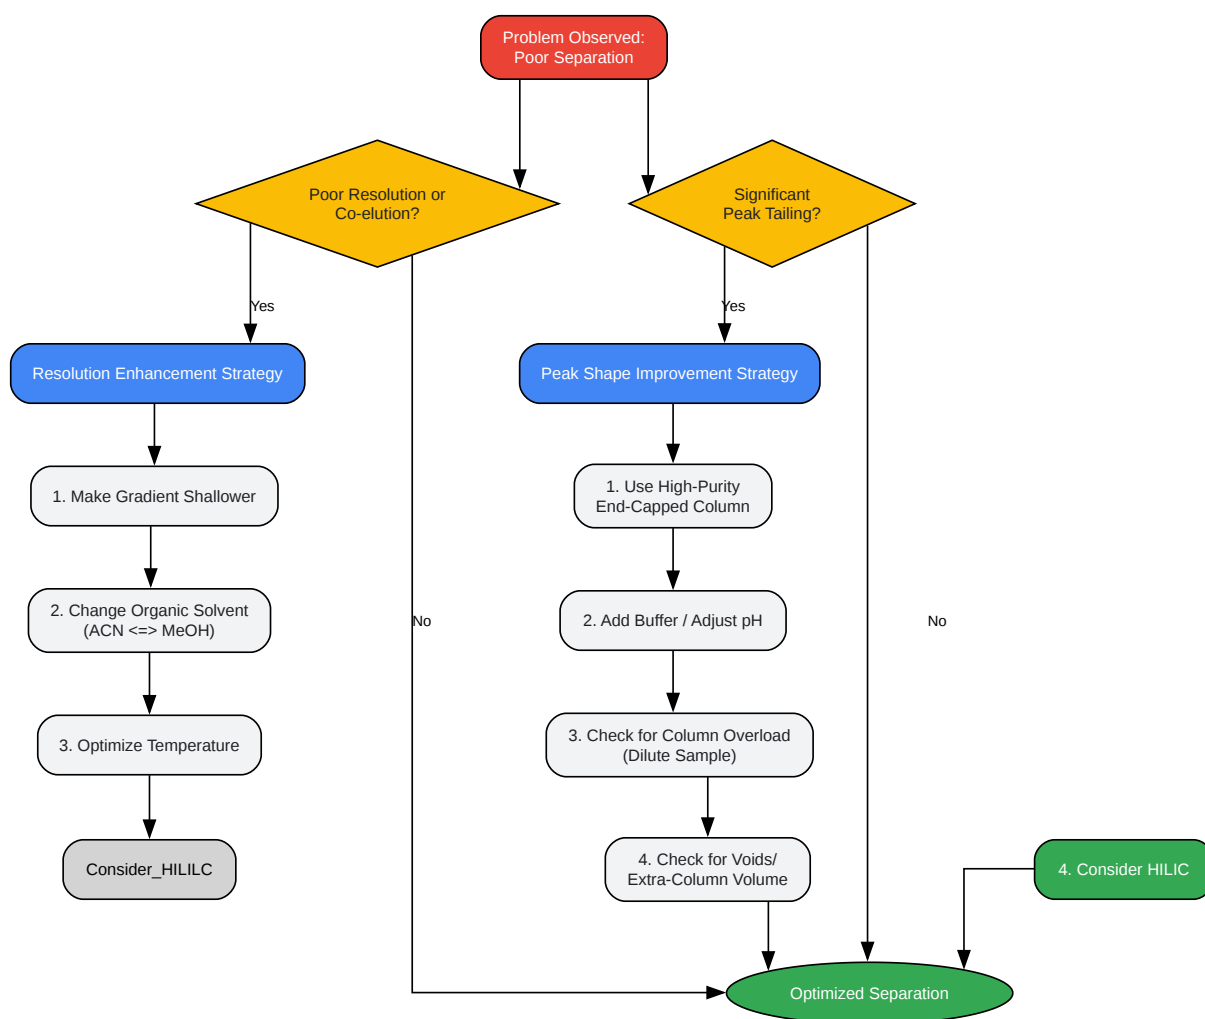 Problem Observed:
Poor Separation
Poor Resolution or
Co-elution?
Significant
Peak Tailing?
Yes
Yes
Resolution Enhancement Strategy
Peak Shape Improvement Strategy
1. Make Gradient Shallower
1. Use High-Purity
End-Capped Column
2. Change Organic Solvent
(ACN <=> MeOH)
No
2. Add Buffer / Adjust pH
No
3. Optimize Temperature
3. Check for Column Overload
(Dilute Sample)
Consider_HILILC
4. Check for Voids/
Extra-Column Volume
4. Consider HILIC
Optimized Separation